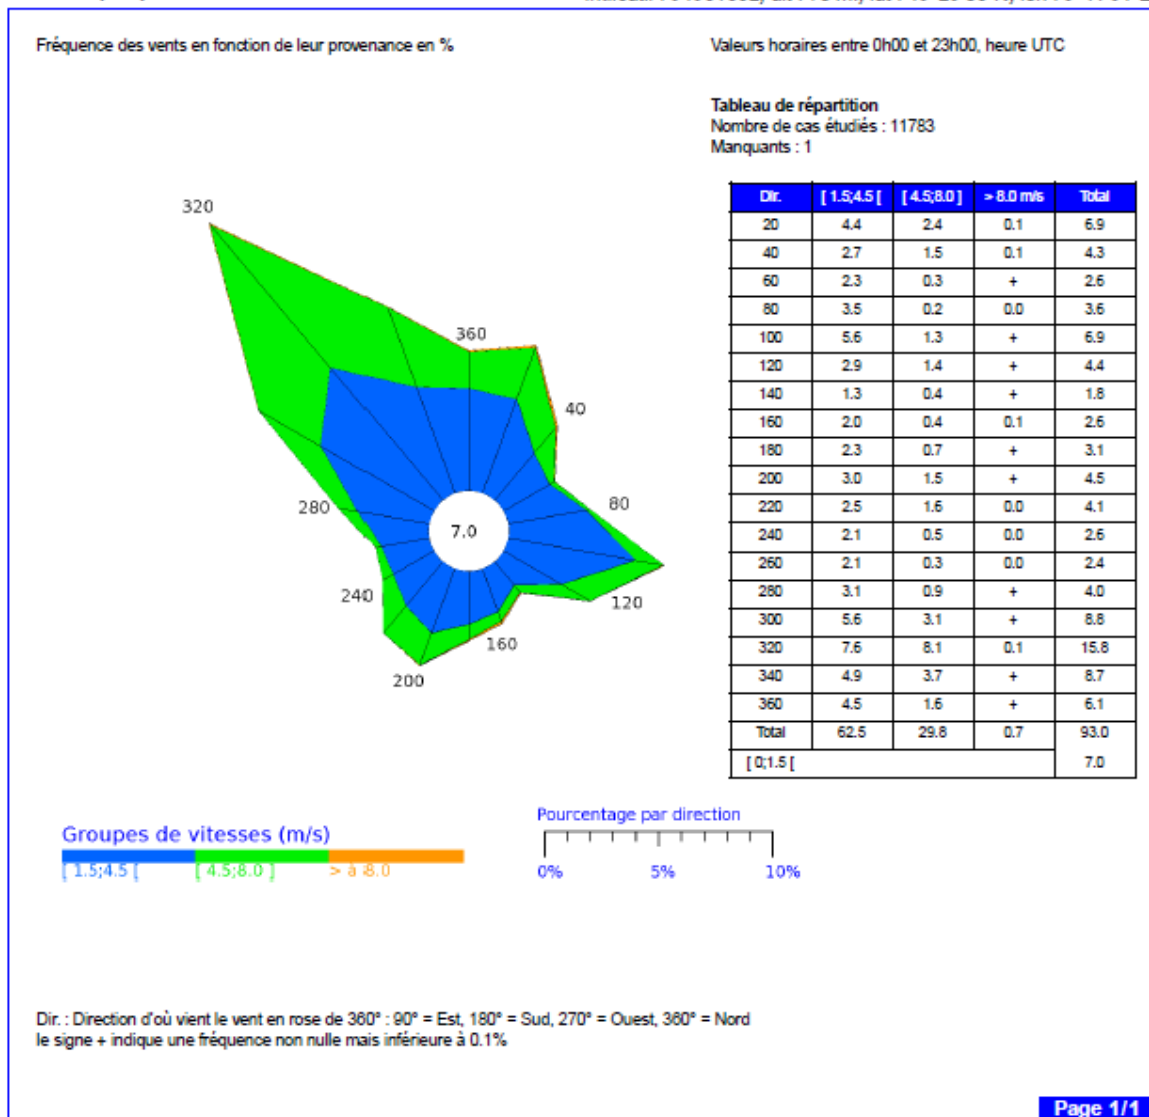 Fréquence des vents en fonction de leur provenance en %
Valeurs horaires entre 0h00 et 23h00, heure UTC
Tableau de répartition
Nombre de cas étudiés : 11783
Manquants : 1
Dir. [ 1.5;4.5 [ [ 4.5;8.0 ] > 8.0 m/s Total
20 4.4 2.4 0.1 6.9
40 2.7 1.5 0.1 4.3
60 2.3 0.3 + 2.6
80 3.5 0.2 0.0 3.6
100 5.6 1.3 + 6.9
120 2.9 1.4 + 4.4
140 1.3 0.4 + 1.8
160 2.0 0.4 0.1 2.6
180 2.3 0.7 + 3.1
200 3.0 1.5 + 4.5
220 2.5 1.6 0.0 4.1
240 2.1 0.5 0.0 2.6
260 2.1 0.3 0.0 2.4
280 3.1 0.9 + 4.0
300 5.6 3.1 + 8.8
320 7.6 8.1 0.1 15.8
340 4.9 3.7 + 8.7
360 4.5 1.6 + 6.1
Total 62.5 29.8 0.7 93.0
[ 0;1.5 [ 7.0
320
360
40
80
7.0
280
240
120
160
200
Groupes de vitesses (m/s)
[ 1.5;4.5 [ [ 4.5;8.0 ] > à 8.0
Pourcentage par direction
0% 5% 10%
Dir. : Direction d'où vient le vent en rose de 360° : 90° = Est, 180° = Sud, 270° = Ouest, 360° = Nord
le signe + indique une fréquence non nulle mais inférieure à 0.1%
Page 1/1